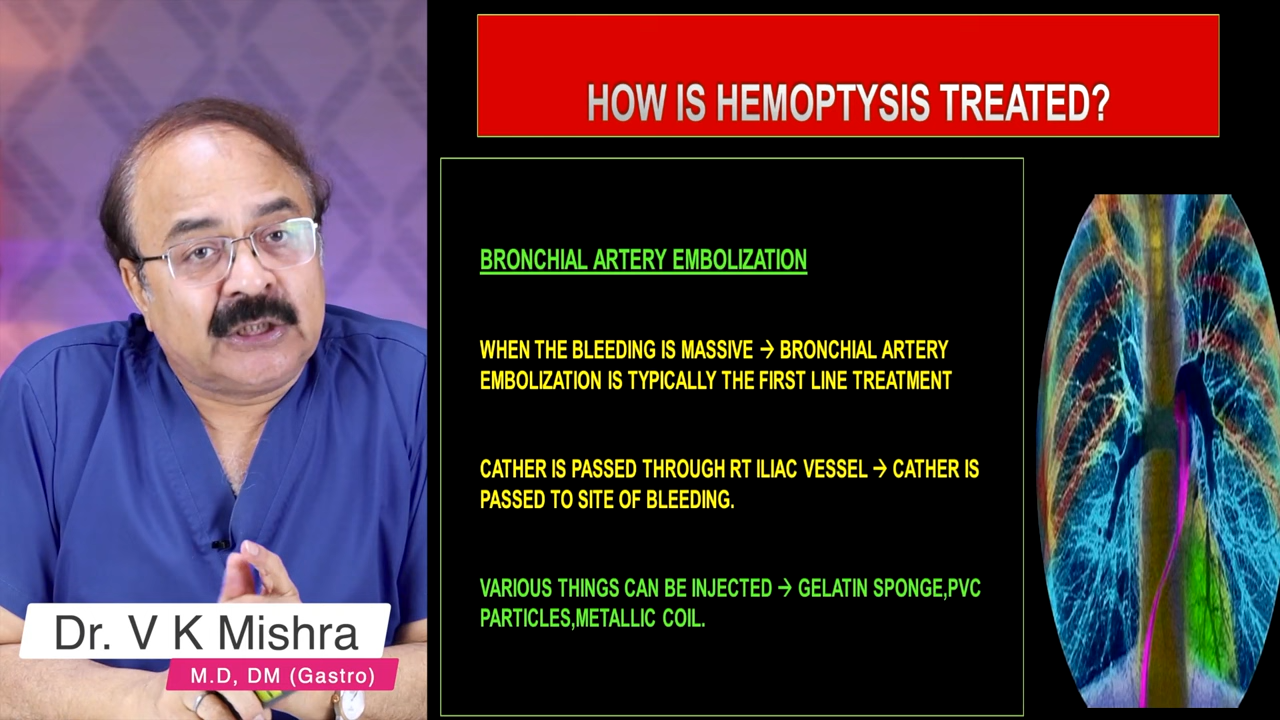 HOW IS HEMOPTYSIS TREATED?
BRONCHIAL ARTERY EMBOLIZATION
WHEN THE BLEEDING IS MASSIVE → BRONCHIAL ARTERY
EMBOLIZATION IS TYPICALLY THE FIRST LINE TREATMENT
CATHER IS PASSED THROUGH RT ILIAC VESSEL → CATHER IS
PASSED TO SITE OF BLEEDING.
VARIOUS THINGS CAN BE INJECTED → GELATIN SPONGE,PVC
PARTICLES,METALLIC COIL.
Dr. V K Mishra
M.D, DM (Gastro)